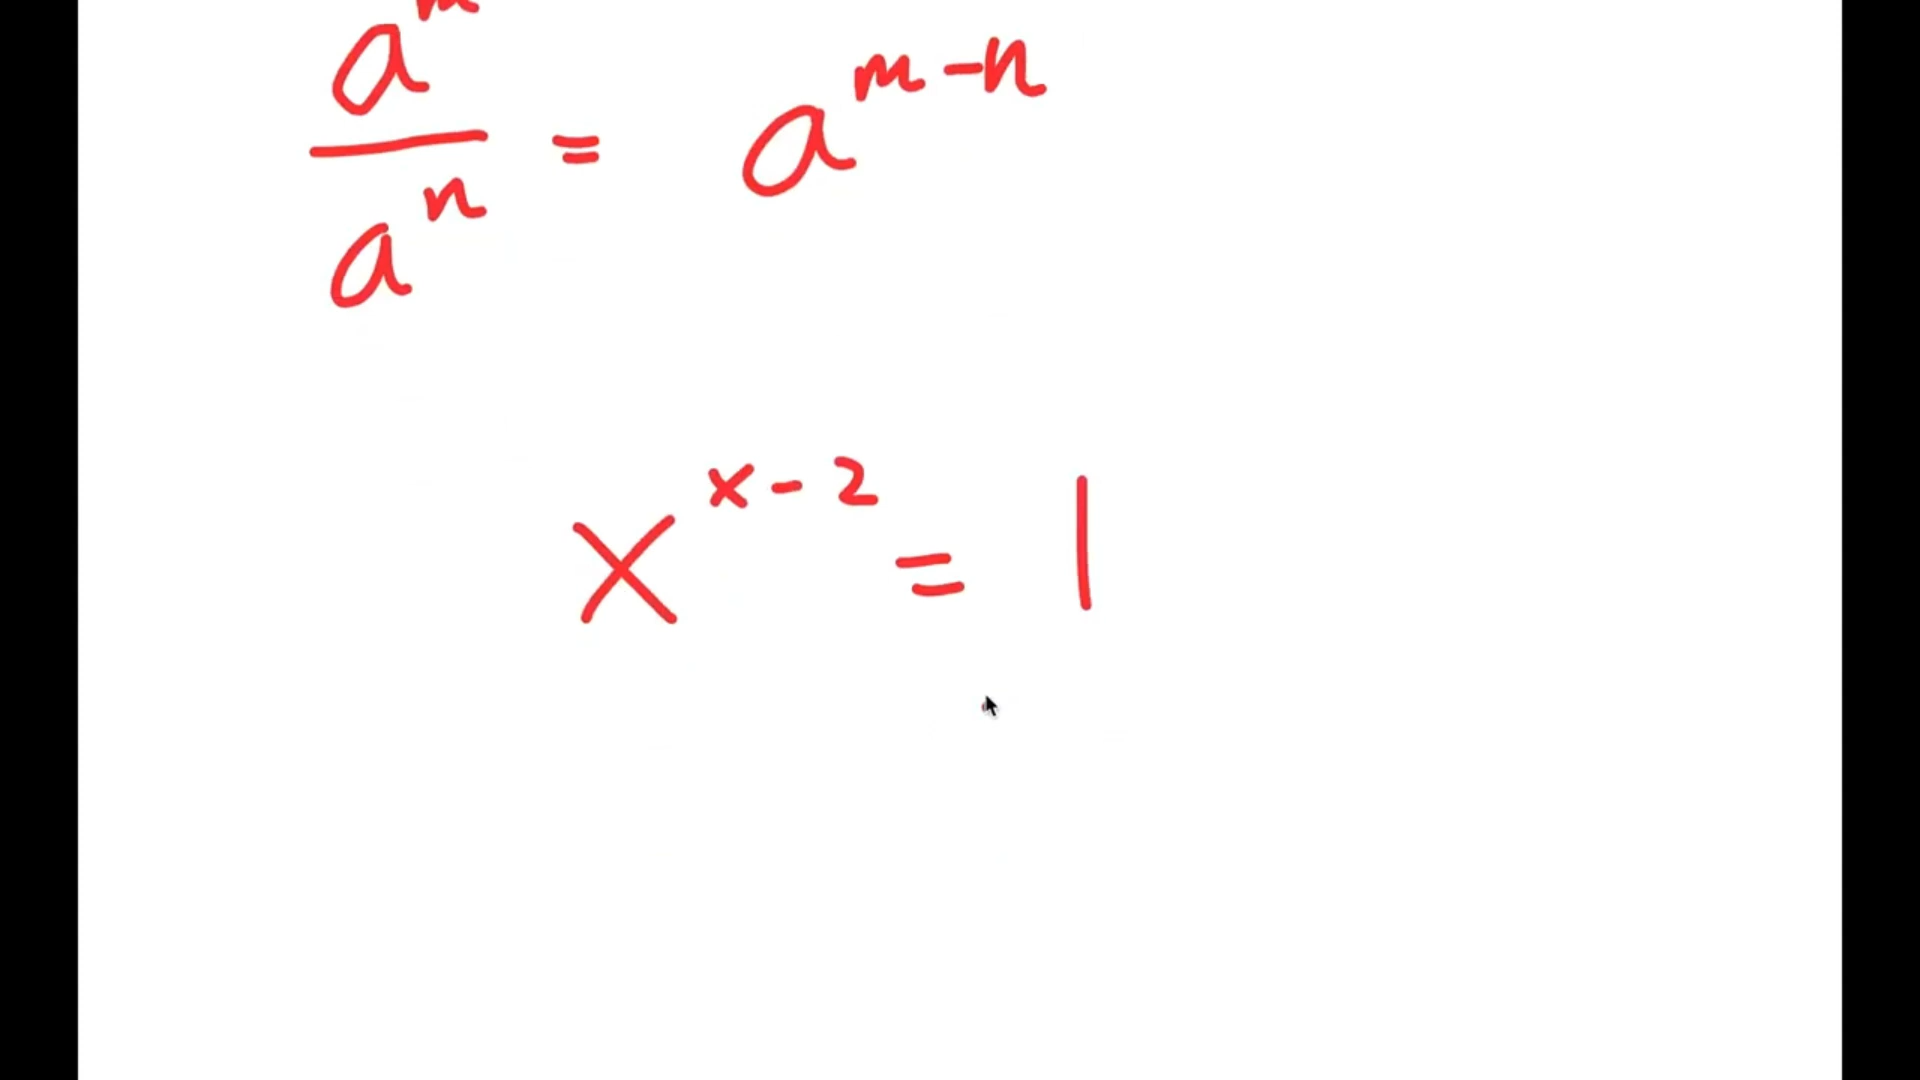 a^m / a^n = a^(m-n)
x^(x-2) = 1